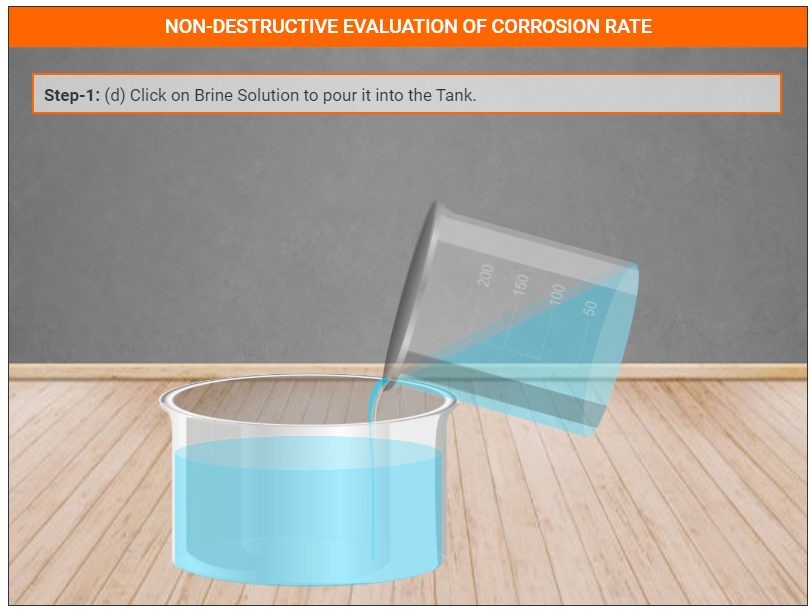 NON-DESTRUCTIVE EVALUATION OF CORROSION RATE
Step-1: (d) Click on Brine Solution to pour it into the Tank.
200
150
100
50